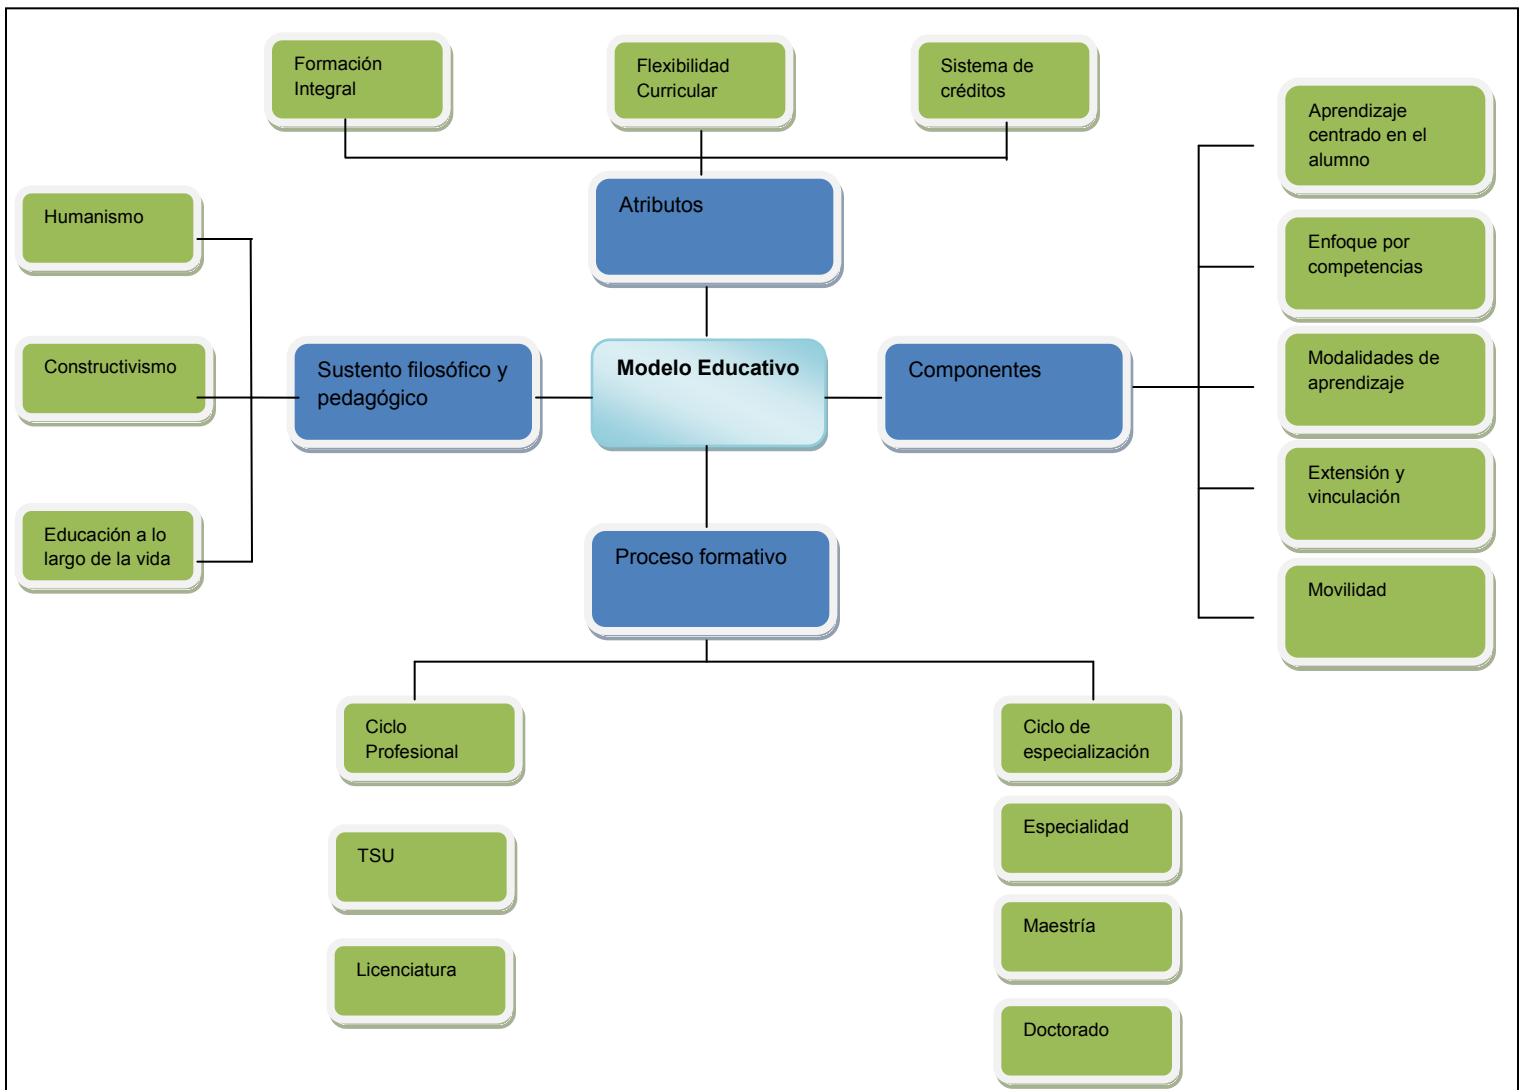 Formación
Integral
Flexibilidad
Curricular
Sistema de
créditos
Atributos
Humanismo
Constructivismo
Educación a lo
largo de la vida
Sustento filosófico y
pedagógico
Modelo Educativo
Componentes
Aprendizaje
centrado en el
alumno
Enfoque por
competencias
Modalidades de
aprendizaje
Extensión y
vinculación
Movilidad
Proceso formativo
Ciclo
Profesional
TSU
Licenciatura
Ciclo de
especialización
Especialidad
Maestría
Doctorado